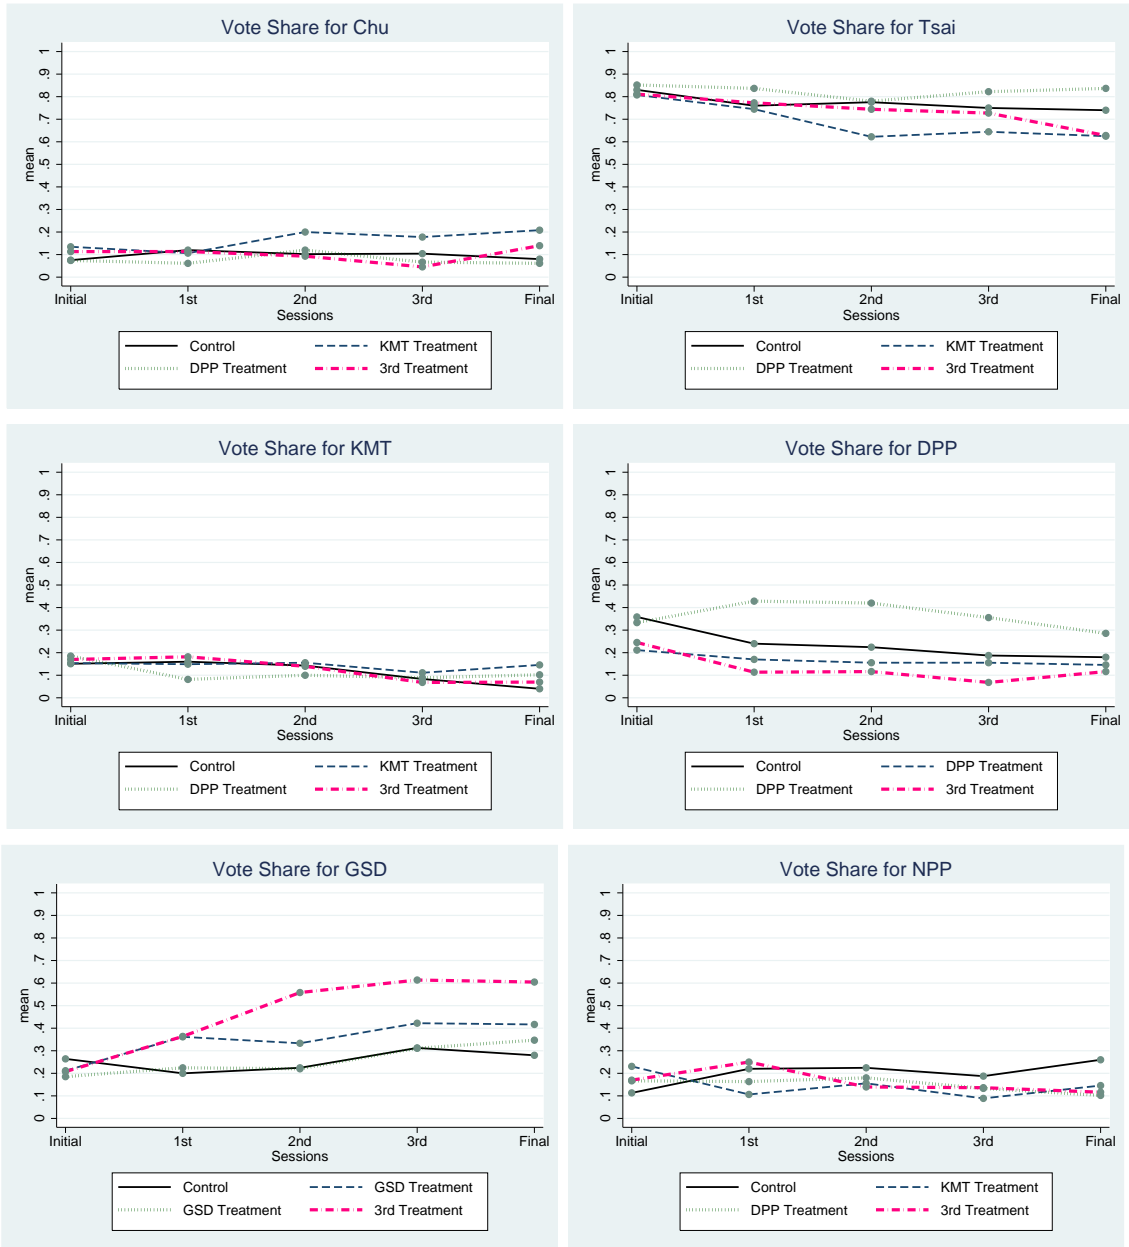 Vote Share for Chu
mean
0 .1 .2 .3 .4 .5 .6 .7 .8 .9 1
Initial 1st 2nd 3rd Final
Sessions
Control KMT Treatment
DPP Treatment 3rd Treatment
Vote Share for Tsai
mean
0 .1 .2 .3 .4 .5 .6 .7 .8 .9 1
Initial 1st 2nd 3rd Final
Sessions
Control KMT Treatment
DPP Treatment 3rd Treatment
Vote Share for KMT
mean
0 .1 .2 .3 .4 .5 .6 .7 .8 .9 1
Initial 1st 2nd 3rd Final
Sessions
Control KMT Treatment
DPP Treatment 3rd Treatment
Vote Share for DPP
mean
0 .1 .2 .3 .4 .5 .6 .7 .8 .9 1
Initial 1st 2nd 3rd Final
Sessions
Control DPP Treatment
DPP Treatment 3rd Treatment
Vote Share for GSD
mean
0 .1 .2 .3 .4 .5 .6 .7 .8 .9 1
Initial 1st 2nd 3rd Final
Sessions
Control GSD Treatment
GSD Treatment 3rd Treatment
Vote Share for NPP
mean
0 .1 .2 .3 .4 .5 .6 .7 .8 .9 1
Initial 1st 2nd 3rd Final
Sessions
Control KMT Treatment
DPP Treatment 3rd Treatment